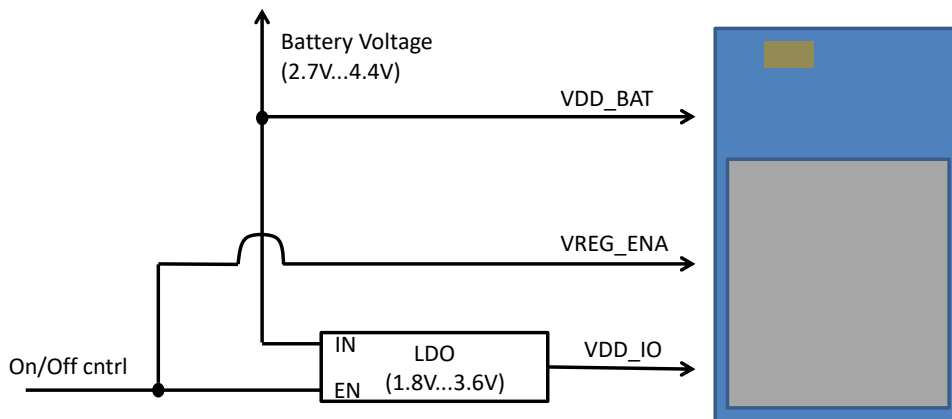 Battery Voltage
(2.7V...4.4V)
VDD_BAT
VREG_ENA
On/Off cntrl
IN
LDO
VDD_IO
EN
(1.8V...3.6V)